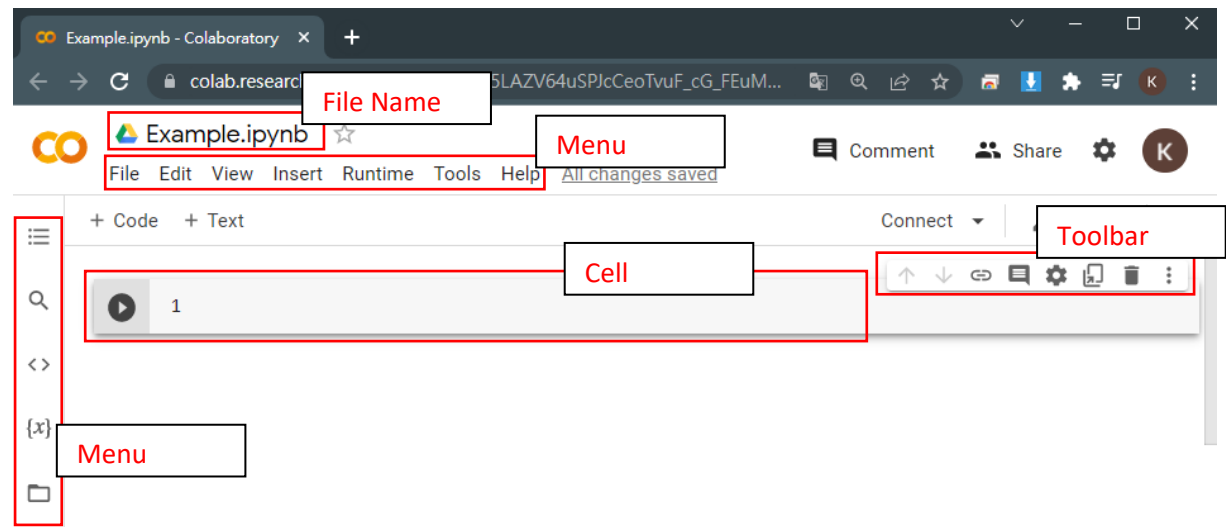 Example.ipynb - Colaboratory
colab.research
5LAZV64uSPJcCeoTvuF_cG_FEuM...
K
File Name
Example.ipynb
Menu
Comment
Share
K
File Edit View Insert Runtime Tools Help All changes saved
+ Code + Text
Connect
Toolbar
Cell
1
{x}
Menu